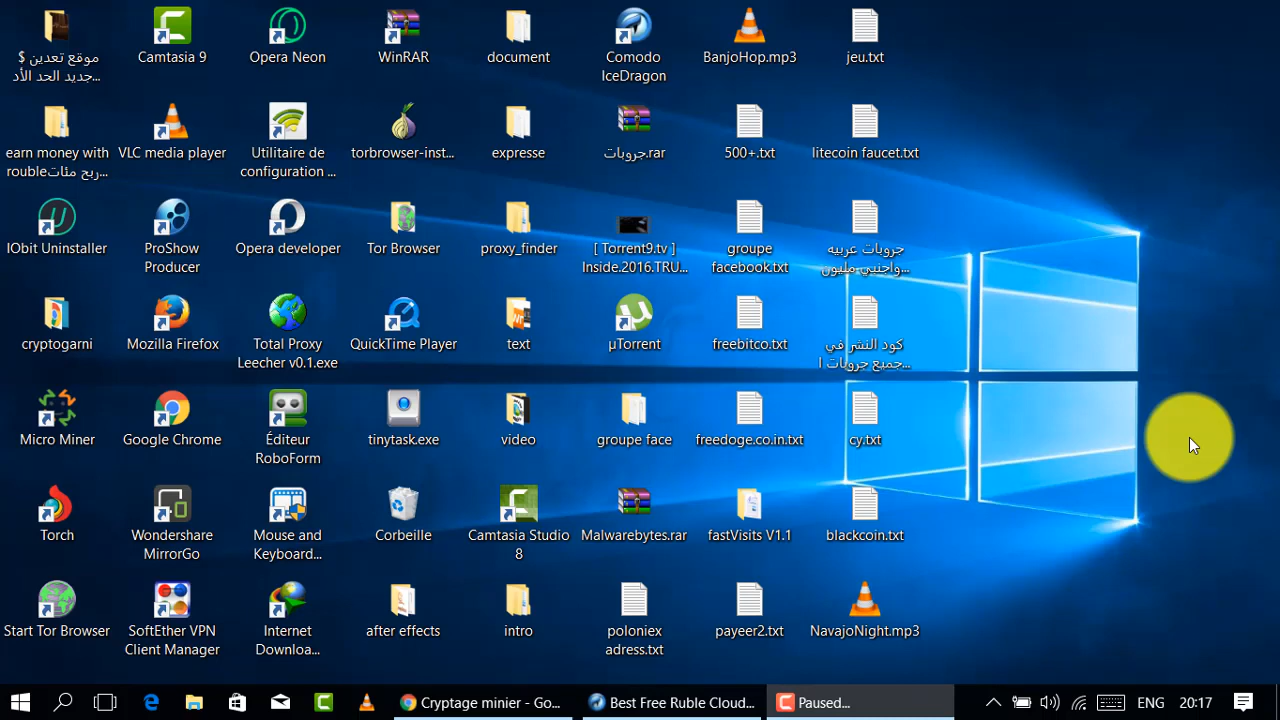 موقع تعدين $
جديد الحد الأد...
Camtasia 9
Opera Neon
WinRAR
document
Comodo
IceDragon
BanjoHop.mp3
jeu.txt
earn money with
rouble ربح مئات...
VLC media player
Utilitaire de
configuration ...
torbrowser-inst...
expresse
جروبات.rar
500+.txt
litecoin faucet.txt
IObit Uninstaller
ProShow
Producer
Opera developer
Tor Browser
proxy_finder
[ Torrent9.tv ]
Inside.2016.TRU...
groupe
facebook.txt
جروبات عربيه
واجنبي مليون...
cryptogarni
Mozilla Firefox
Total Proxy
Leecher v0.1.exe
QuickTime Player
text
µTorrent
freebitco.txt
كود النشر في
جميع جروبات ا...
Micro Miner
Google Chrome
Éditeur
RoboForm
tinytask.exe
video
groupe face
freedoge.co.in.txt
cy.txt
Torch
Wondershare
MirrorGo
Mouse and
Keyboard...
Corbeille
Camtasia Studio
8
Malwarebytes.rar
fastVisits V1.1
blackcoin.txt
Start Tor Browser
SoftEther VPN
Client Manager
Internet
Downloa...
after effects
intro
poloniex
adress.txt
payeer2.txt
NavajoNight.mp3
Cryptage minier - Go...
Best Free Buble Cloud...
Paused...
ENG
20:17